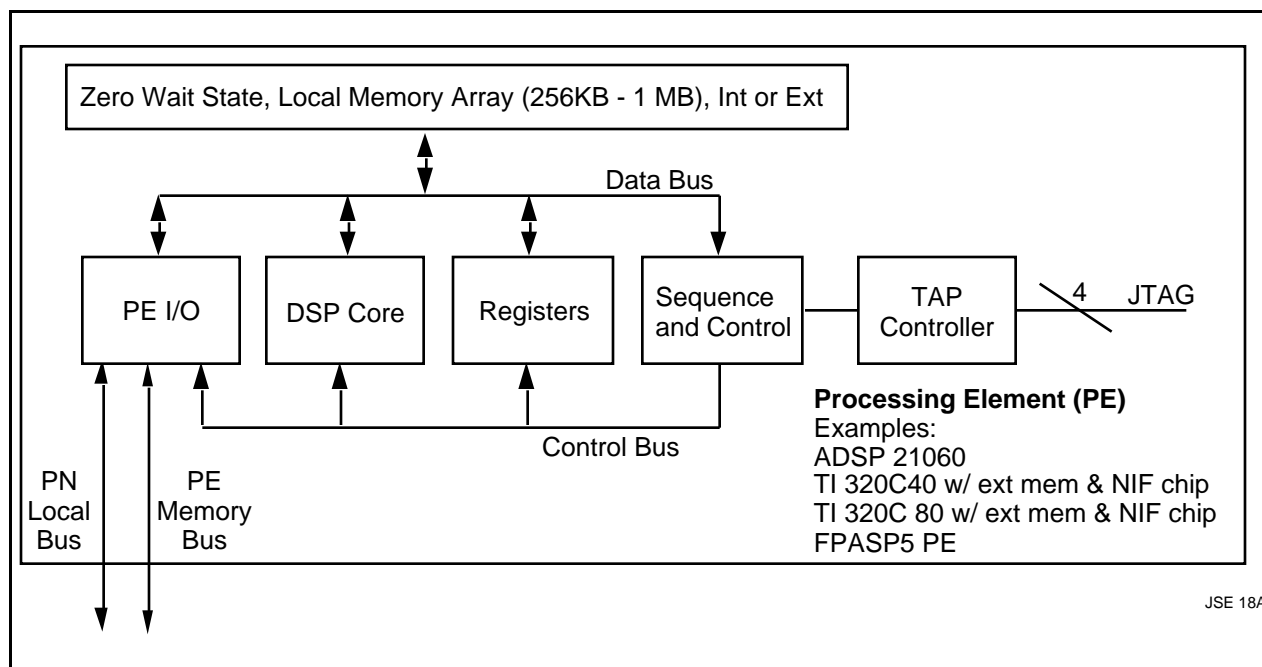 Zero Wait State, Local Memory Array (256KB - 1 MB), Int or Ext
Data Bus
PE I/O
DSP Core
Registers
Sequence
and Control
TAP
Controller
4
JTAG
Control Bus
PN
Local
Bus
PE
Memory
Bus
Processing Element (PE)
Examples:
ADSP 21060
TI 320C40 w/ ext mem & NIF chip
TI 320C 80 w/ ext mem & NIF chip
FPASP5 PE
JSE 18A